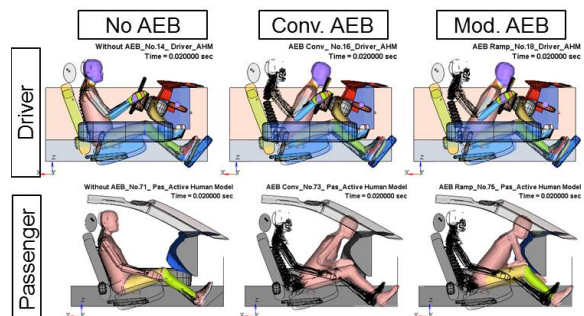 No AEB
Conv. AEB
Mod. AEB
Driver
Without AEB_No.14_ Driver_AHM
Time = 0.020000 sec
AEB Conv_No.16_Driver_AHM
Time = 0.020000 sec
AEB Ramp_No.18_Driver_AHM
Time = 0.020000 sec
Passenger
Without AEB_No.71_ Pas_Active Human Model
Time = 0.020000 sec
AEB Conv_No.73_ Pas_Active Human Model
Time = 0.020000 sec
AEB Ramp_No.75_ Pas_Active Human Model
Time = 0.020000 sec